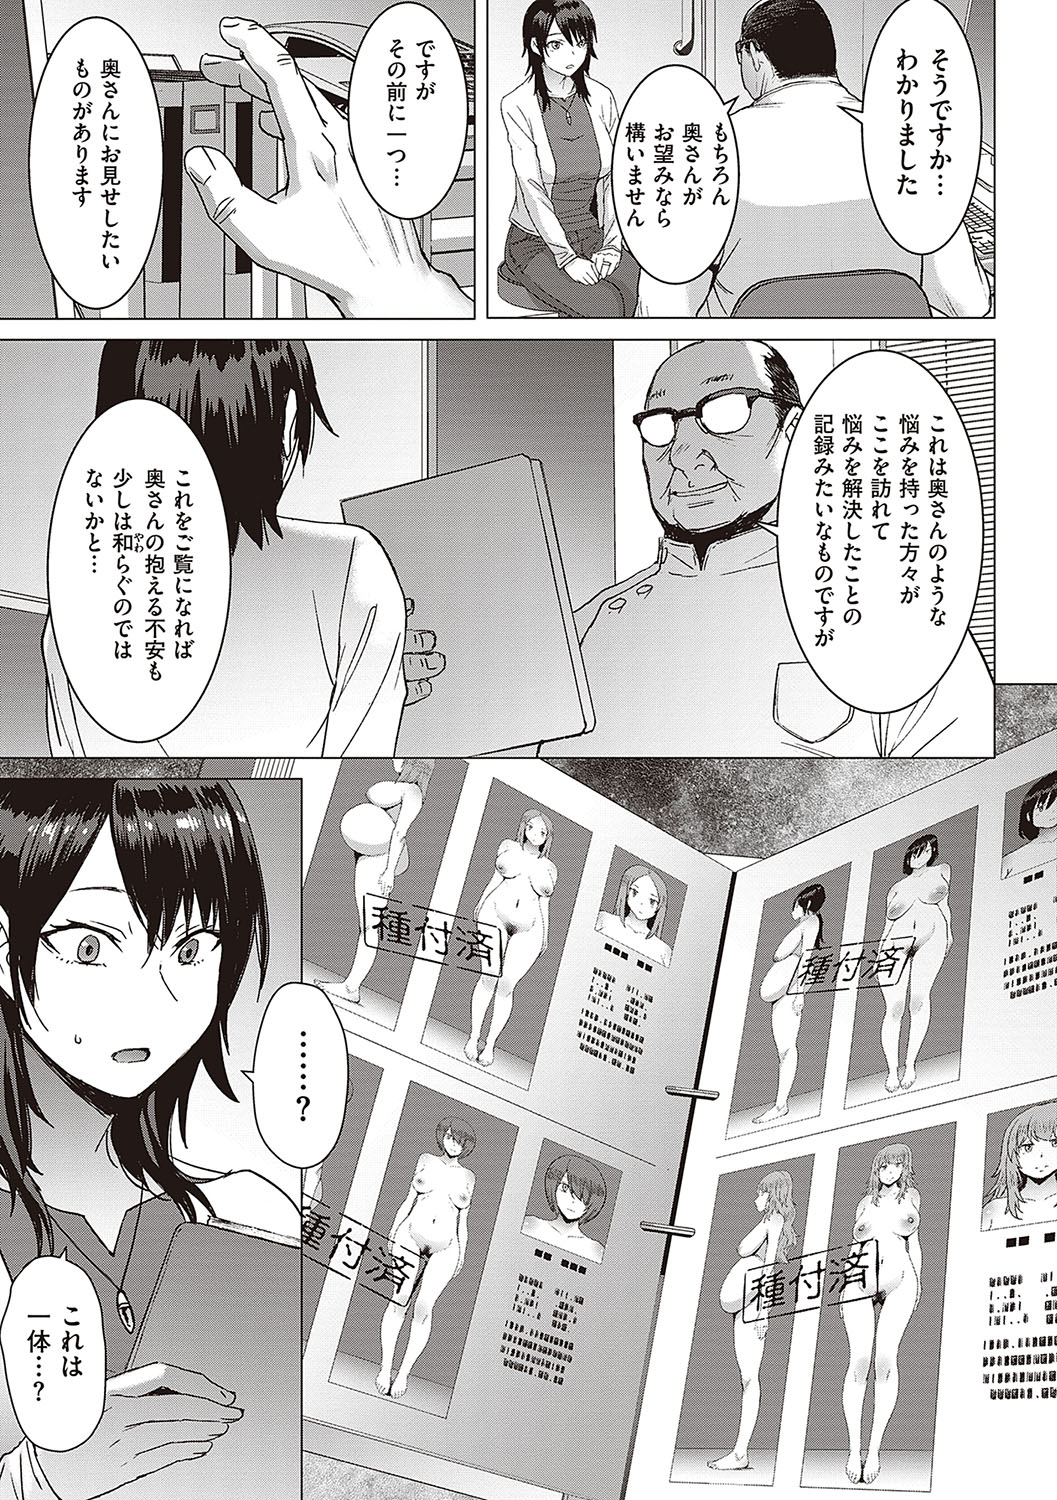 そうですか…
わかりました
もちろん
奥さんが
お望みなら
構いません
ですが
その前に一つ…
奥さんにお見せしたい
ものがあります
これは奥さんのような
悩みを持った方々が
ここを訪れて
悩みを解決したことの
記録みたいなものですが
これをご覧になれば
奥さんの抱える不安も
少しは和らぐのでは
やわ
ないかと…
種付済
種付済
種付済
種付済
………?
これは
一体…?